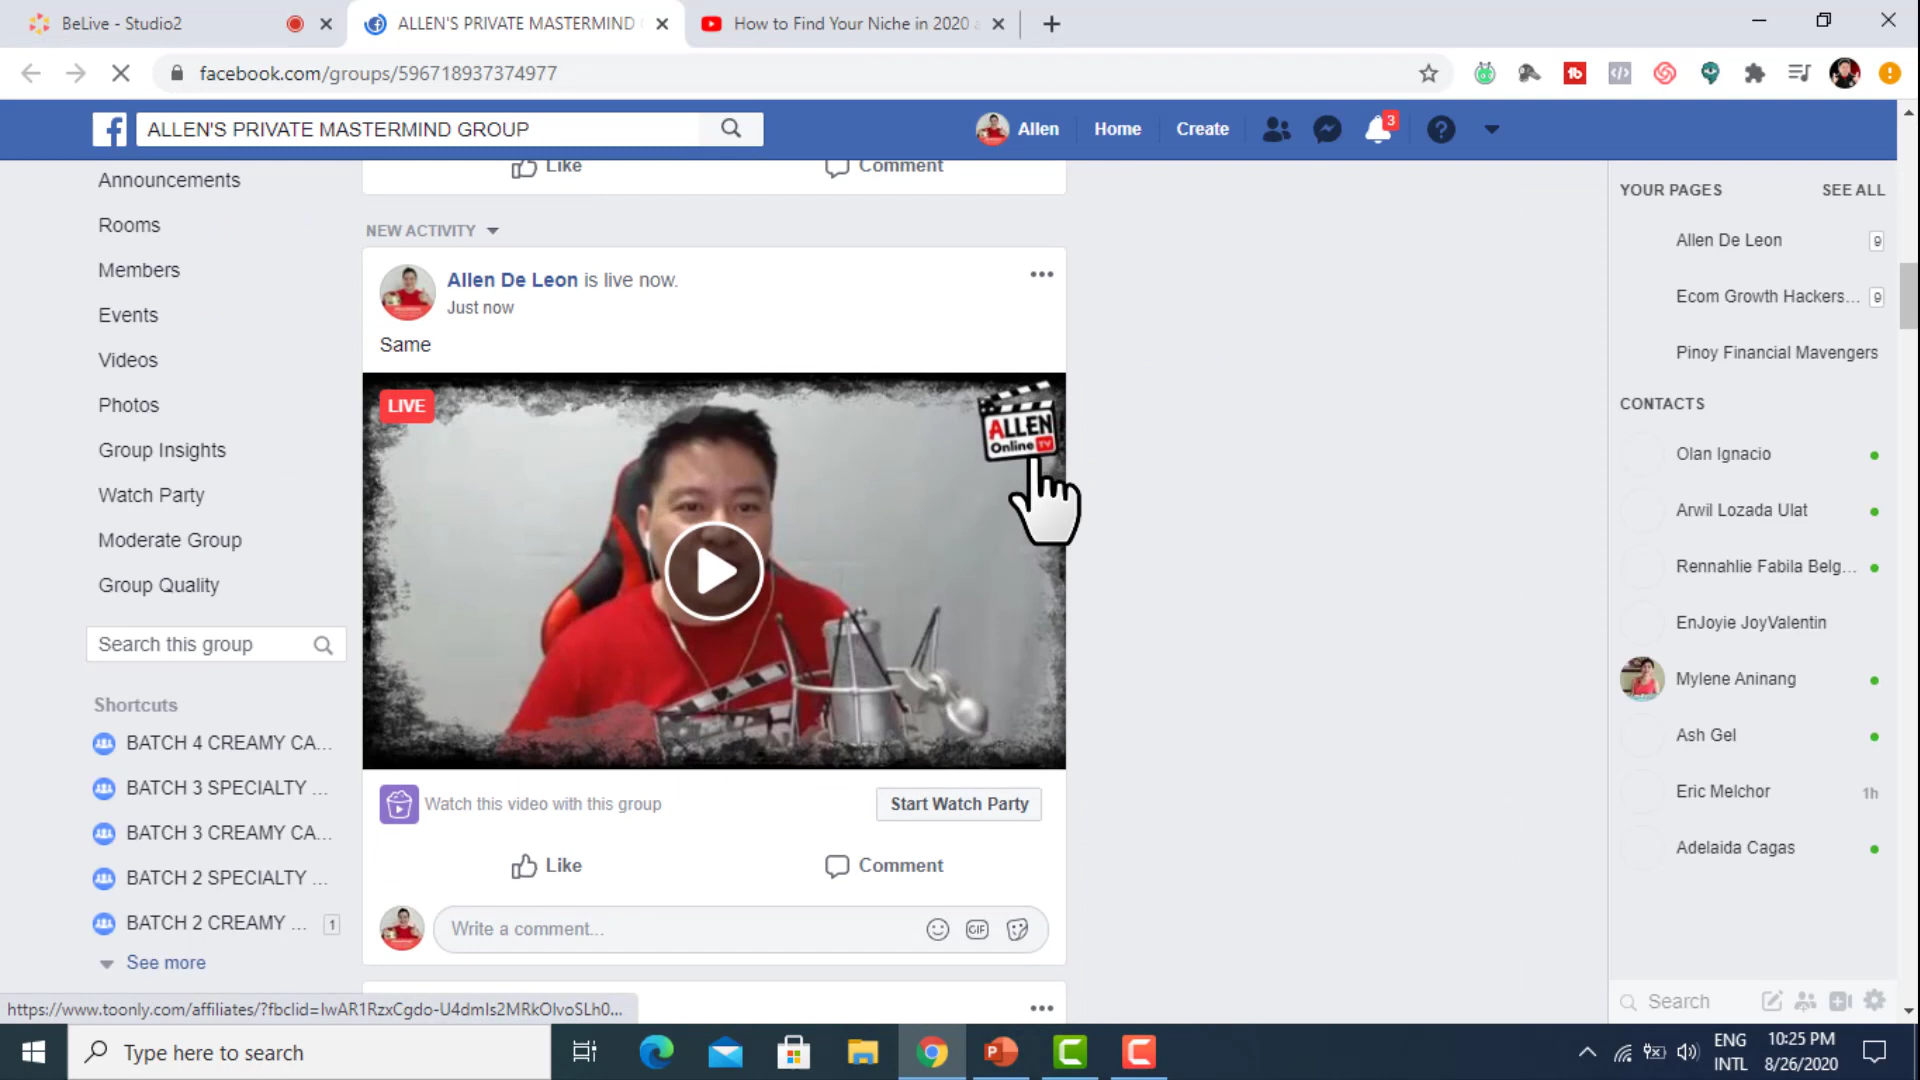 BeLive - Studio2
ALLEN'S PRIVATE MASTERMIND
How to Find Your Niche in 2020 a
facebook.com/groups/596718937374977
ALLEN'S PRIVATE MASTERMIND GROUP
Allen
Home
Create
3
Announcements
Rooms
Members
Events
Videos
Photos
Group Insights
Watch Party
Moderate Group
Group Quality
Search this group
Shortcuts
BATCH 4 CREAMY CA...
BATCH 3 SPECIALTY ...
BATCH 3 CREAMY CA...
BATCH 2 SPECIALTY ...
BATCH 2 CREAMY ... 1
See more
Like Comment
NEW ACTIVITY
Allen De Leon is live now.
Just now
Same
LIVE
ALLEN
Online TV
Watch this video with this group
Start Watch Party
Like Comment
Write a comment...
GIF
YOUR PAGES SEE ALL
Allen De Leon 9
Ecom Growth Hackers... 9
Pinoy Financial Mavengers
CONTACTS
Olan Ignacio
Arwil Lozada Ulat
Rennahlie Fabila Belg...
EnJoyie JoyValentin
Mylene Aninang
Ash Gel
Eric Melchor 1h
Adelaida Cagas
Search
https://www.toonly.com/affiliates/?fbclid=IwAR1RzxCgdo-U4dmIs2MRkOlvoSLh0...
Type here to search
ENG
INTL
10:25 PM
8/26/2020